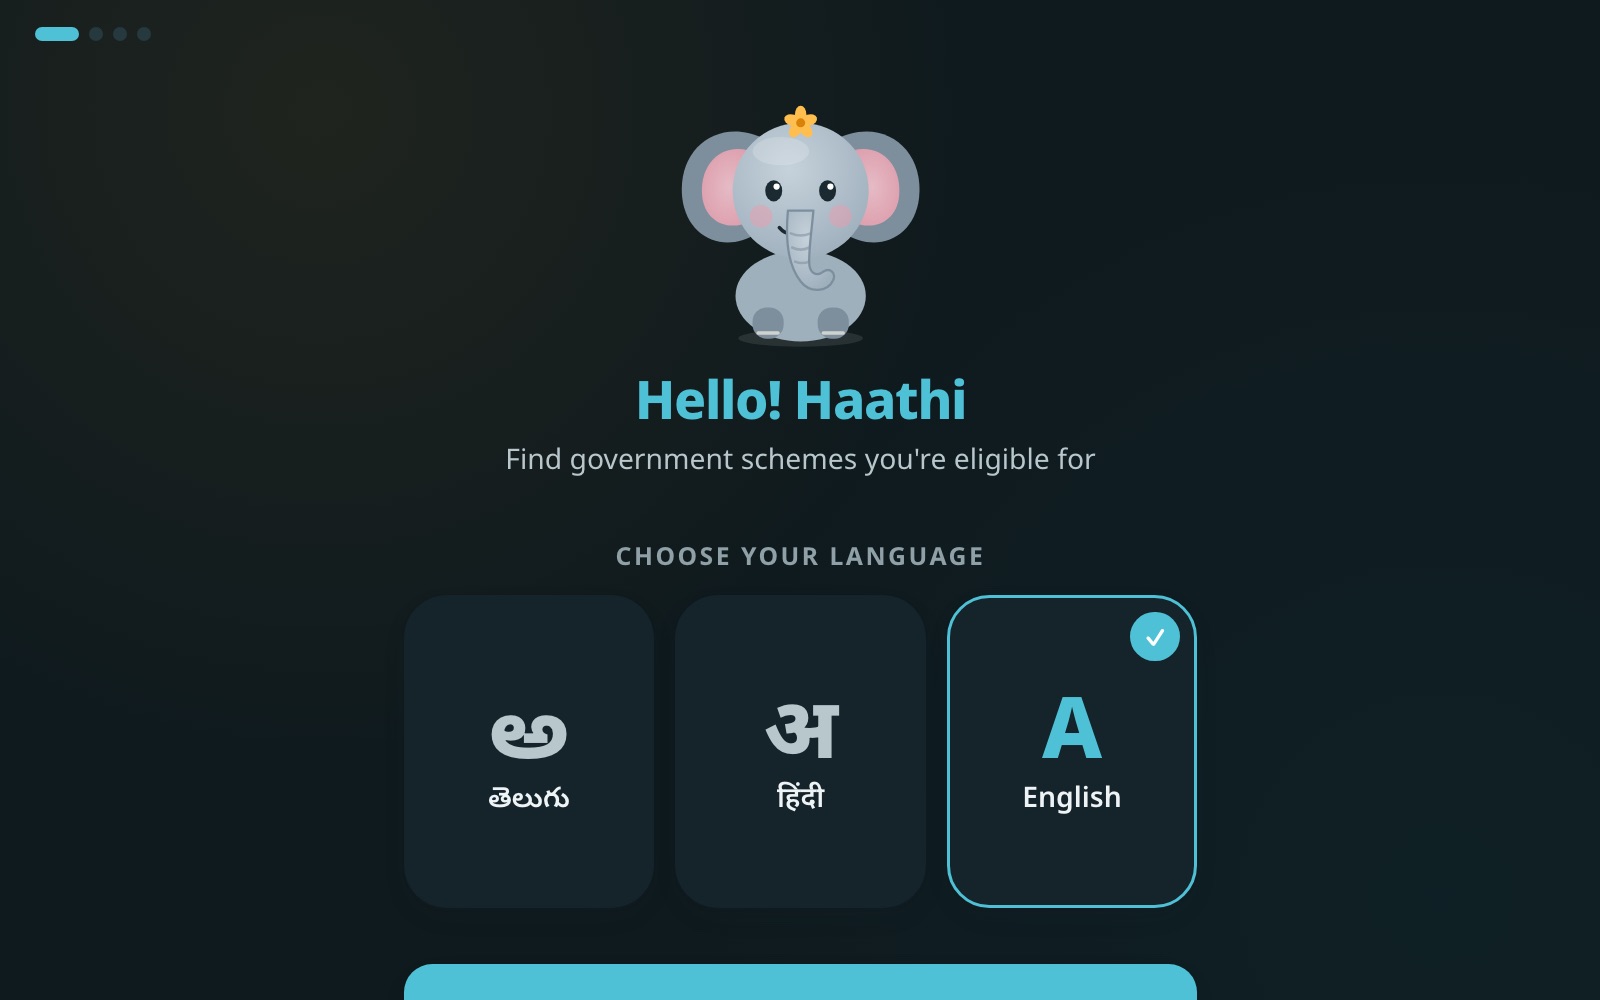 Hello! Haathi
Find government schemes you're eligible for
CHOOSE YOUR LANGUAGE
అ
తెలుగు
अ
हिंदी
A
English